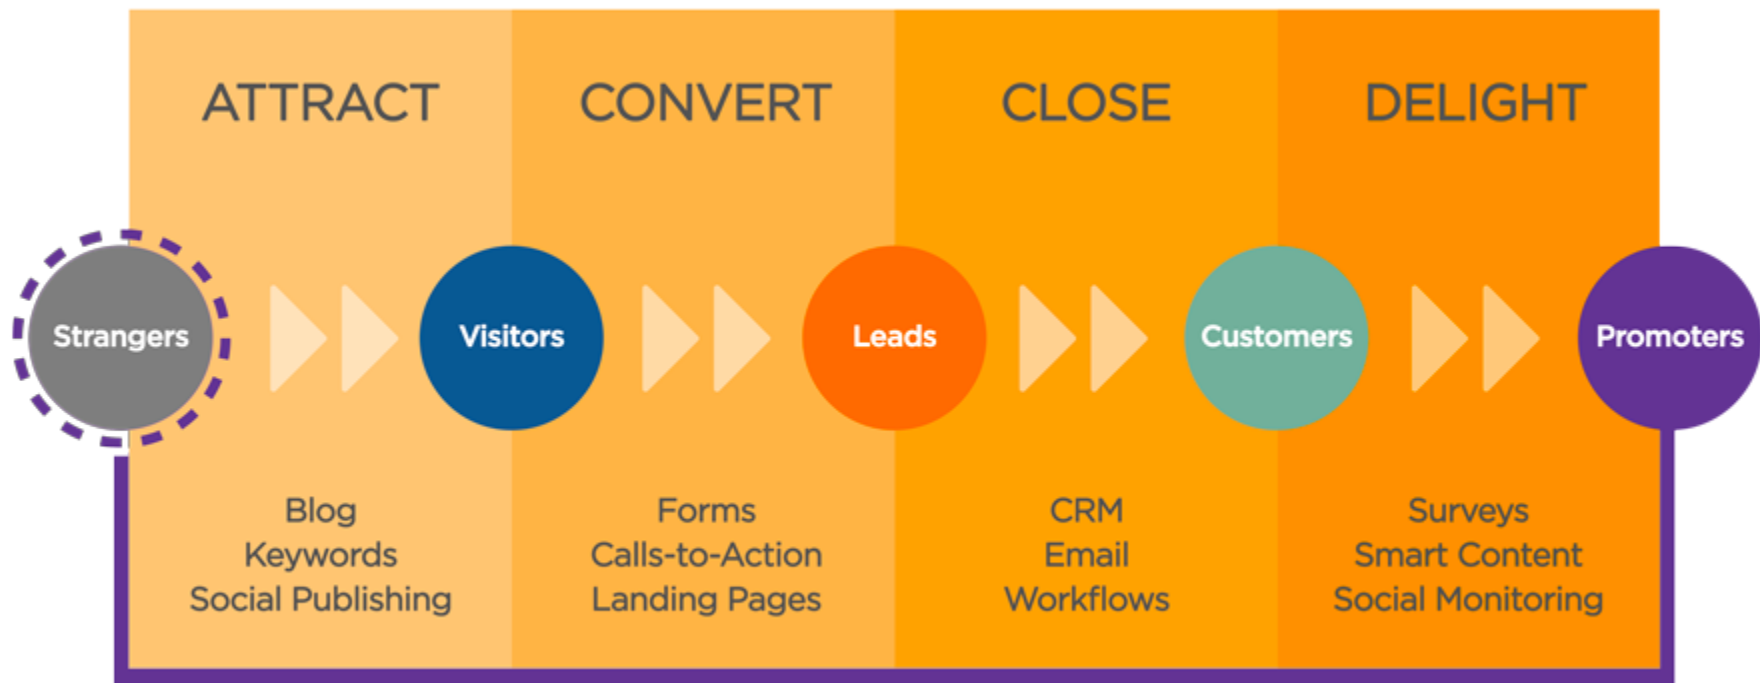 ATTRACT
CONVERT
CLOSE
DELIGHT
Strangers
Visitors
Leads
Customers
Promoters
Blog
Keywords
Social Publishing
Forms
Calls-to-Action
Landing Pages
CRM
Email
Workflows
Surveys
Smart Content
Social Monitoring